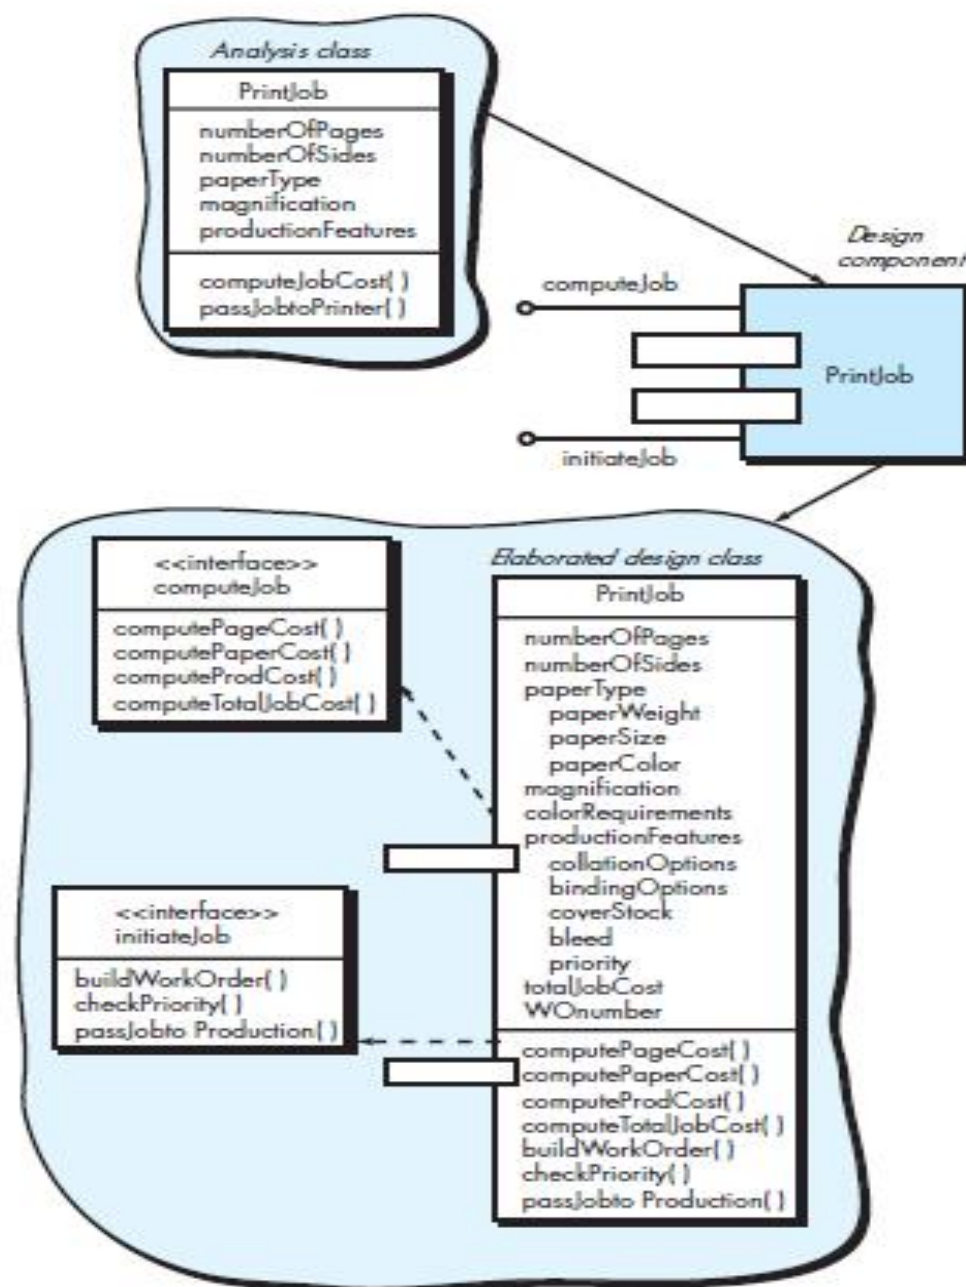 Analysis class
PrintJob
numberOfPages
numberOfSides
paperType
magnification
productionFeatures
computeJobCost( )
passJobtoPrinter( )
Design
component
computeJob
PrintJob
initiateJob
<<interface>>
computeJob
computePageCost( )
computePaperCost( )
computeProdCost( )
computeTotalJobCost( )
<<interface>>
initiateJob
buildWorkOrder( )
checkPriority( )
passJobto Production( )
Elaborated design class
PrintJob
numberOfPages
numberOfSides
paperType
paperWeight
paperSize
paperColor
magnification
colorRequirements
productionFeatures
collationOptions
bindingOptions
coverStock
bleed
priority
totalJobCost
WOnumber
computePageCost( )
computePaperCost( )
computeProdCost( )
computeTotalJobCost( )
buildWorkOrder( )
checkPriority( )
passJobto Production( )